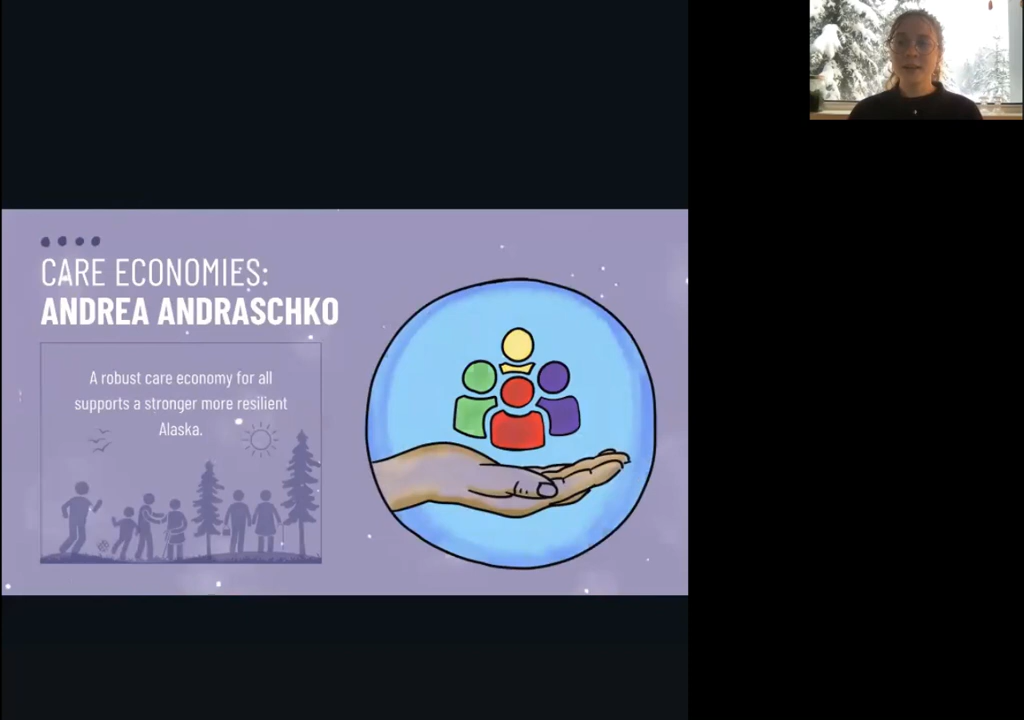 CARE ECONOMIES:
ANDREA ANDRASCHKO
A robust care economy for all
supports a stronger more resilient
Alaska.